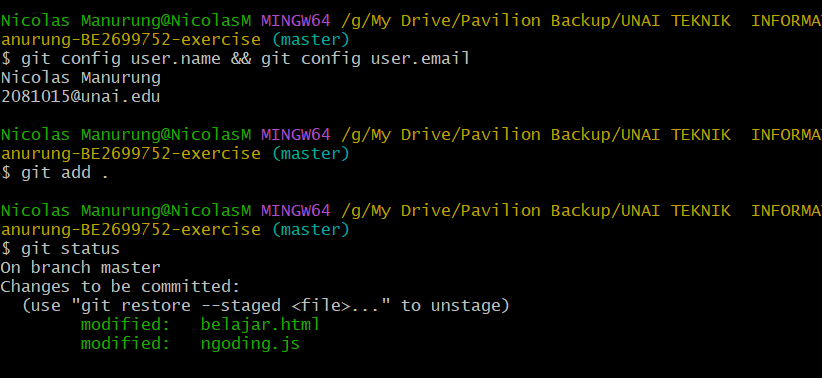 Nicolas Manurung@NicolasM MINGW64 /g/My Drive/Pavilion Backup/UNAI TEKNIK  INFORMA
anurung-BE2699752-exercise (master)
$ git config user.name && git config user.email
Nicolas Manurung
2081015@unai.edu

Nicolas Manurung@NicolasM MINGW64 /g/My Drive/Pavilion Backup/UNAI TEKNIK  INFORMA
anurung-BE2699752-exercise (master)
$ git add .

Nicolas Manurung@NicolasM MINGW64 /g/My Drive/Pavilion Backup/UNAI TEKNIK  INFORMA
anurung-BE2699752-exercise (master)
$ git status
On branch master
Changes to be committed:
  (use "git restore --staged <file>..." to unstage)
        modified:   belajar.html
        modified:   ngoding.js